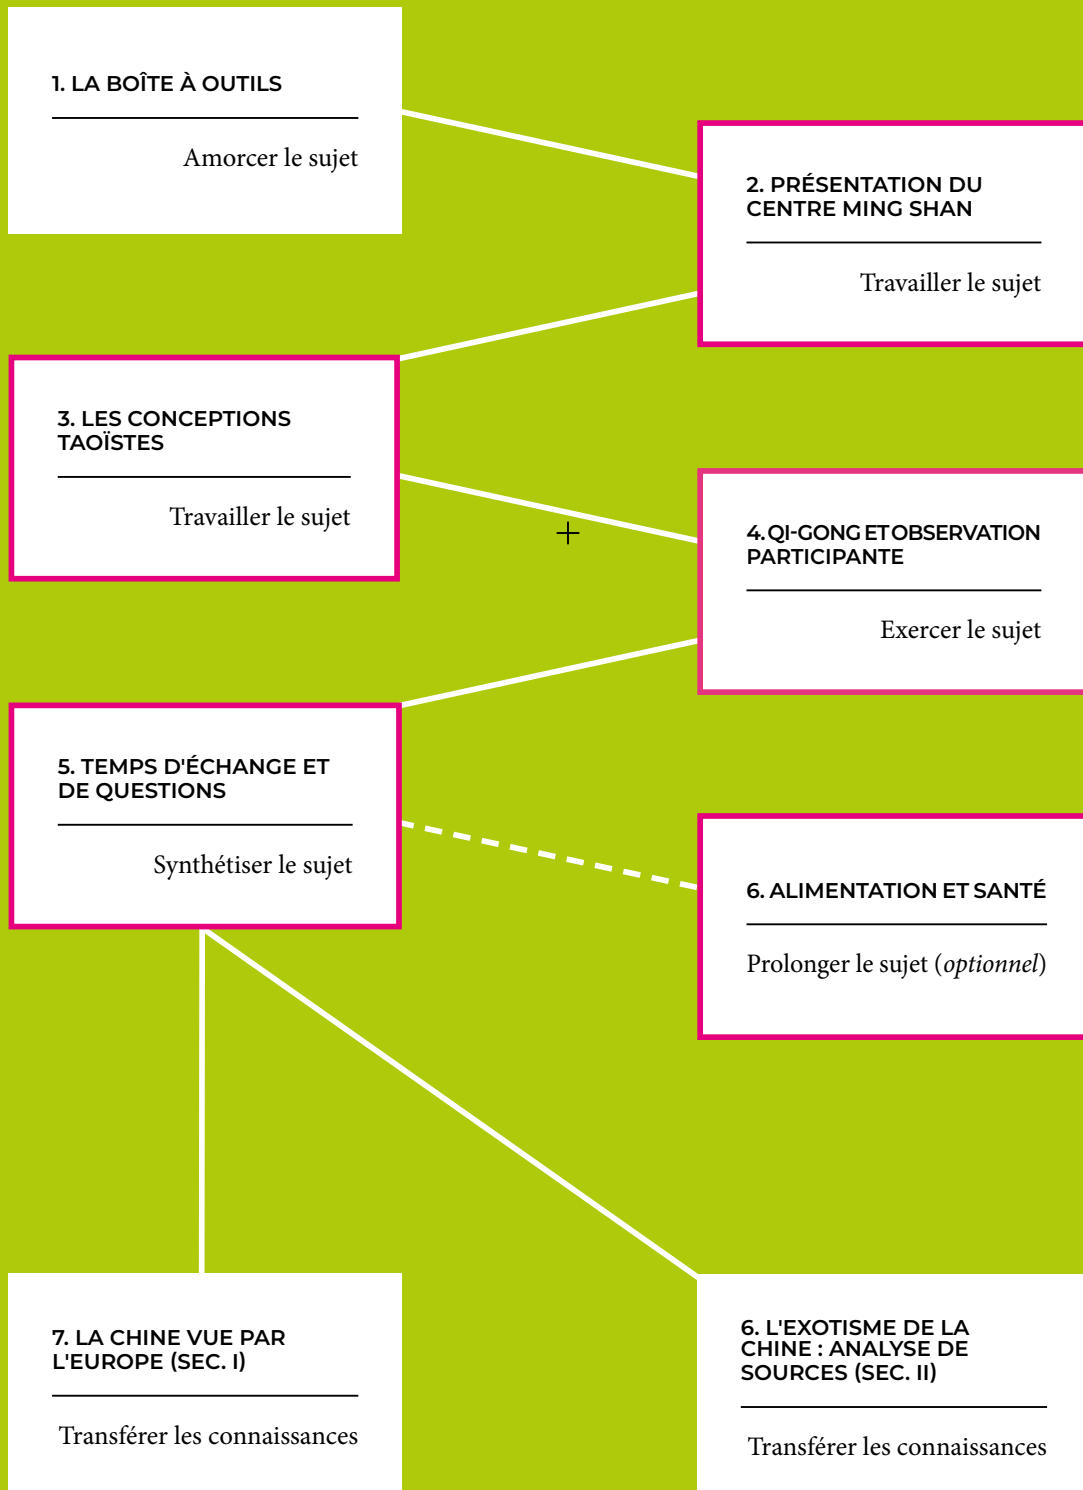 1. LA BOÎTE À OUTILS
Amorcer le sujet
2. PRÉSENTATION DU
CENTRE MING SHAN
Travailler le sujet
3. LES CONCEPTIONS
TAOÏSTES
Travailler le sujet
4. QI-GONG ET OBSERVATION
PARTICIPANTE
Exercer le sujet
5. TEMPS D'ÉCHANGE ET
DE QUESTIONS
Synthétiser le sujet
6. ALIMENTATION ET SANTÉ
Prolonger le sujet (optionnel)
7. LA CHINE VUE PAR
L'EUROPE (SEC. I)
Transférer les connaissances
6. L'EXOTISME DE LA
CHINE : ANALYSE DE
SOURCES (SEC. II)
Transférer les connaissances